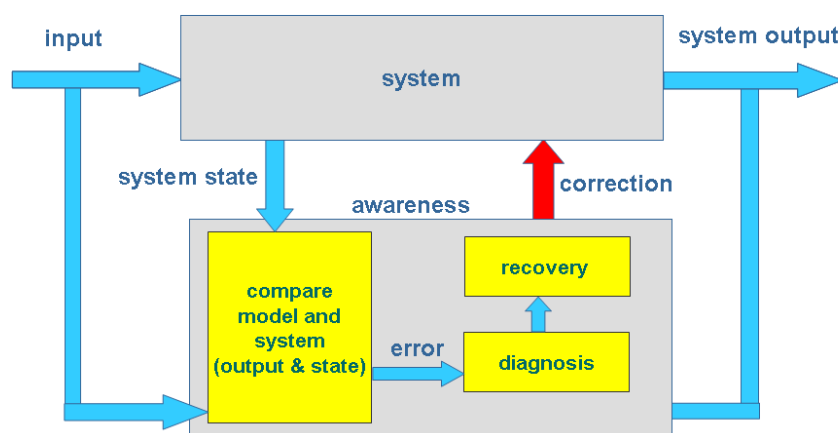 input
system output
system
system state
correction
awareness
recovery
compare
model and
system
(output & state)
error
diagnosis